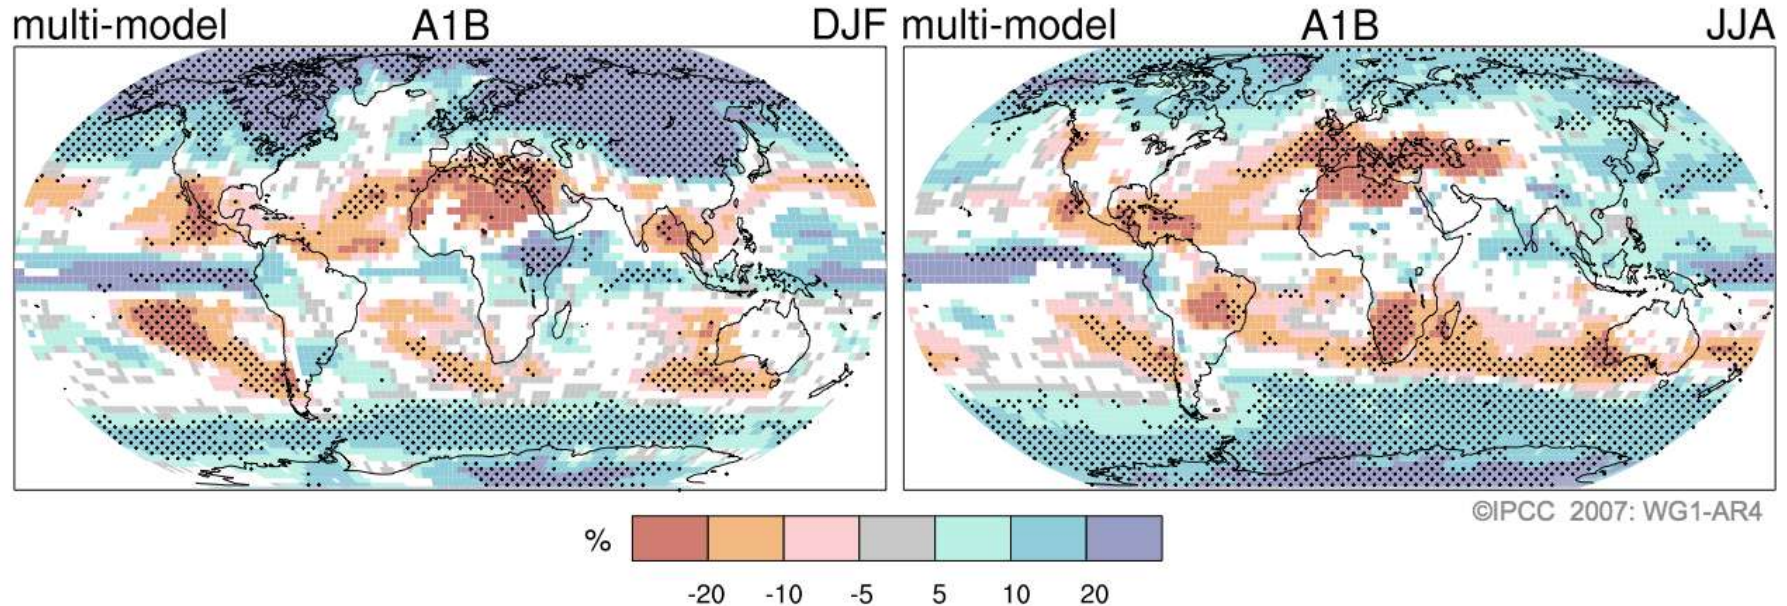 multi-model A1B DJF
multi-model A1B JJA
©IPCC 2007: WG1-AR4
%
-20 -10 -5 5 10 20